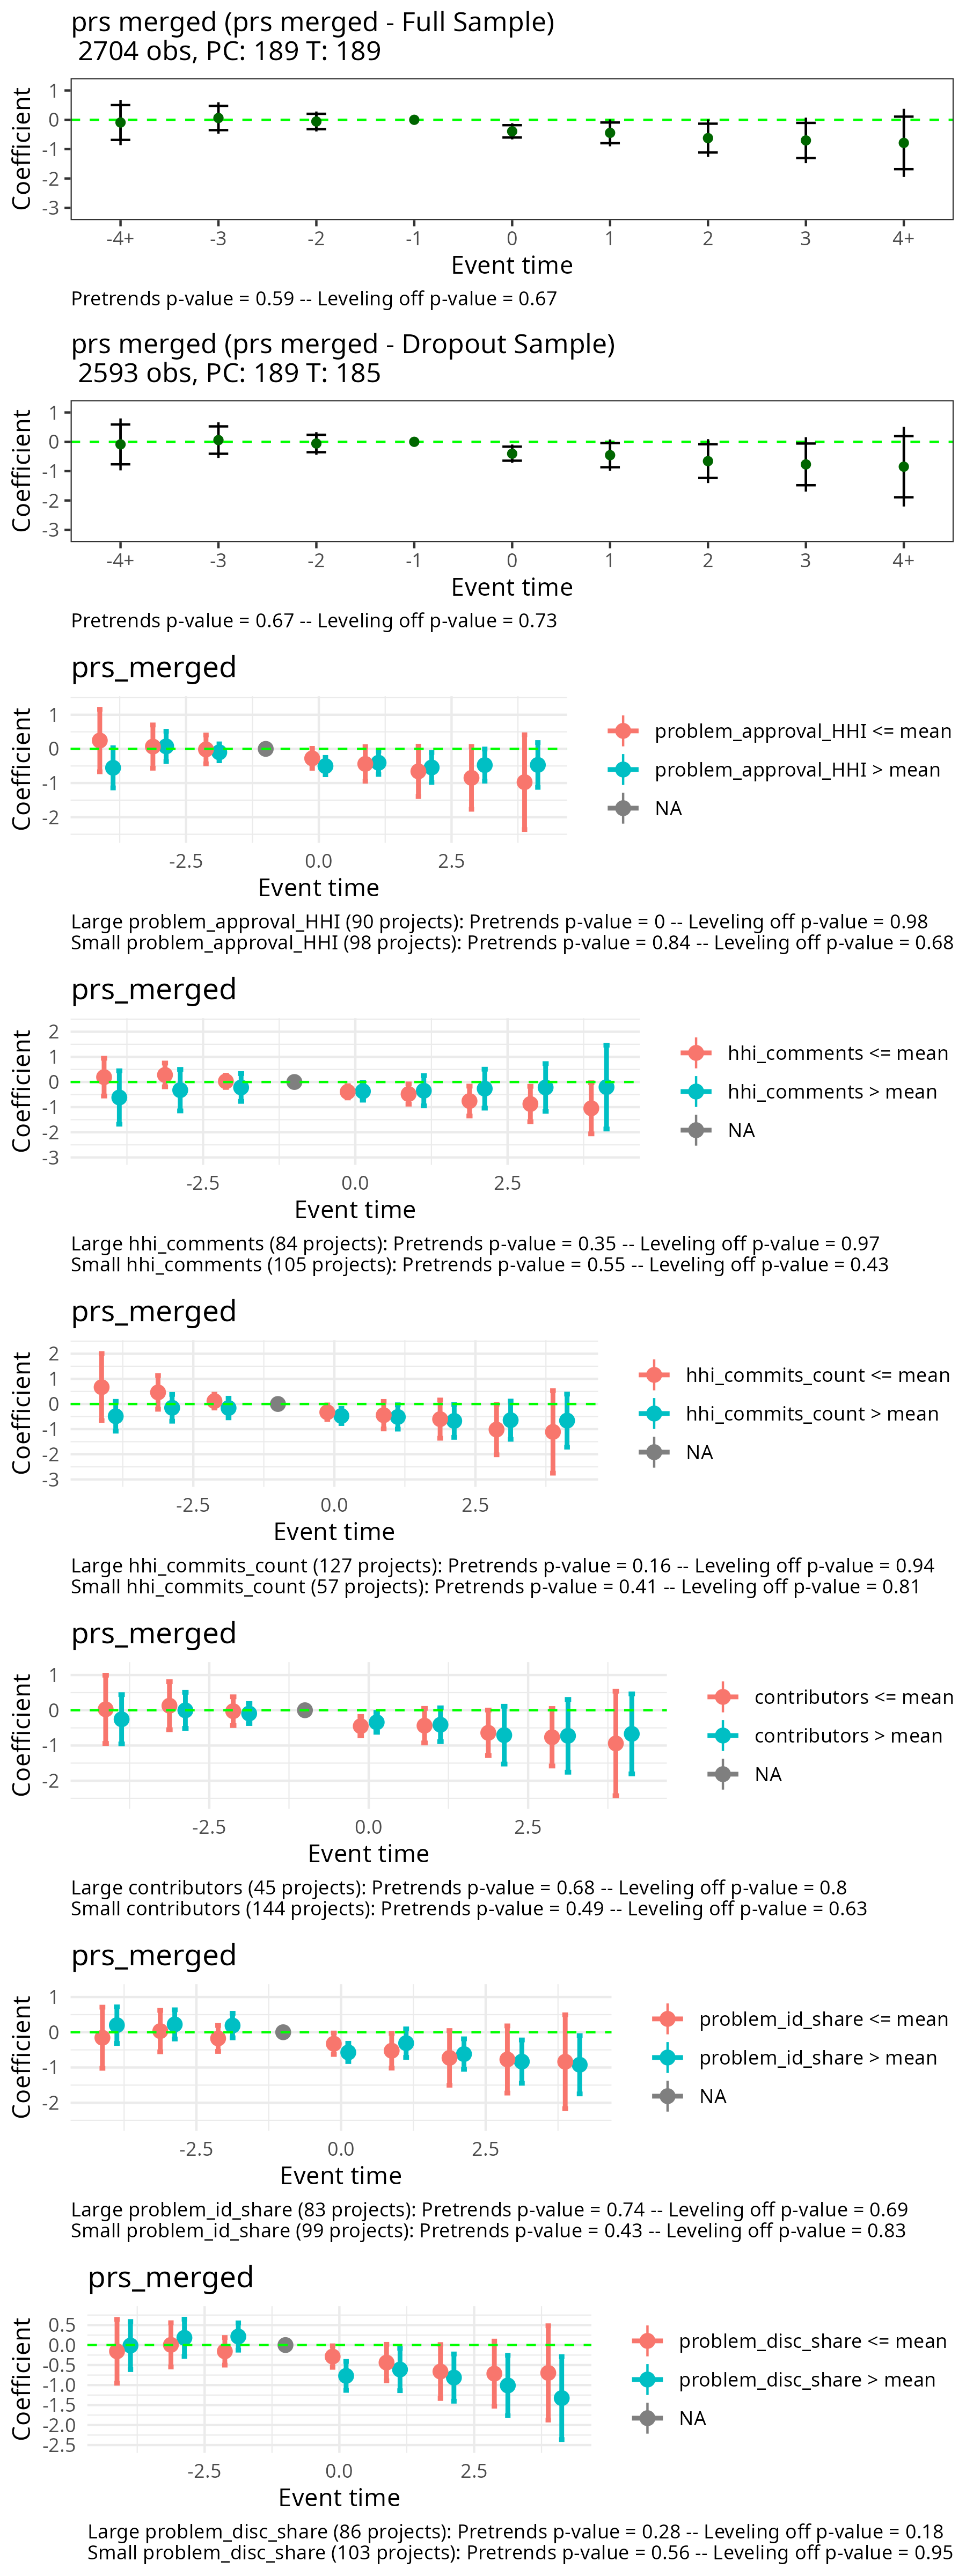 prs merged (prs merged - Full Sample)
2704 obs, PC: 189 T: 189
Coefficient
1
0
-1
-2
-3
-4+ -3 -2 -1 0 1 2 3 4+
Event time
Pretrends p-value = 0.59 -- Leveling off p-value = 0.67
prs merged (prs merged - Dropout Sample)
2593 obs, PC: 189 T: 185
Coefficient
1
0
-1
-2
-3
-4+ -3 -2 -1 0 1 2 3 4+
Event time
Pretrends p-value = 0.67 -- Leveling off p-value = 0.73
prs_merged
Coefficient
1
0
-1
-2
-2.5 0.0 2.5
Event time
problem_approval_HHI <= mean
problem_approval_HHI > mean
NA
Large problem_approval_HHI (90 projects): Pretrends p-value = 0 -- Leveling off p-value = 0.98
Small problem_approval_HHI (98 projects): Pretrends p-value = 0.84 -- Leveling off p-value = 0.68
prs_merged
Coefficient
2
1
0
-1
-2
-3
-2.5 0.0 2.5
Event time
hhi_comments <= mean
hhi_comments > mean
NA
Large hhi_comments (84 projects): Pretrends p-value = 0.35 -- Leveling off p-value = 0.97
Small hhi_comments (105 projects): Pretrends p-value = 0.55 -- Leveling off p-value = 0.43
prs_merged
Coefficient
2
1
0
-1
-2
-3
-2.5 0.0 2.5
Event time
hhi_commits_count <= mean
hhi_commits_count > mean
NA
Large hhi_commits_count (127 projects): Pretrends p-value = 0.16 -- Leveling off p-value = 0.94
Small hhi_commits_count (57 projects): Pretrends p-value = 0.41 -- Leveling off p-value = 0.81
prs_merged
Coefficient
1
0
-1
-2
-2.5 0.0 2.5
Event time
contributors <= mean
contributors > mean
NA
Large contributors (45 projects): Pretrends p-value = 0.68 -- Leveling off p-value = 0.8
Small contributors (144 projects): Pretrends p-value = 0.49 -- Leveling off p-value = 0.63
prs_merged
Coefficient
1
0
-1
-2
-2.5 0.0 2.5
Event time
problem_id_share <= mean
problem_id_share > mean
NA
Large problem_id_share (83 projects): Pretrends p-value = 0.74 -- Leveling off p-value = 0.69
Small problem_id_share (99 projects): Pretrends p-value = 0.43 -- Leveling off p-value = 0.83
prs_merged
Coefficient
0.5
0.0
-0.5
-1.0
-1.5
-2.0
-2.5
-2.5 0.0 2.5
Event time
problem_disc_share <= mean
problem_disc_share > mean
NA
Large problem_disc_share (86 projects): Pretrends p-value = 0.28 -- Leveling off p-value = 0.18
Small problem_disc_share (103 projects): Pretrends p-value = 0.56 -- Leveling off p-value = 0.95